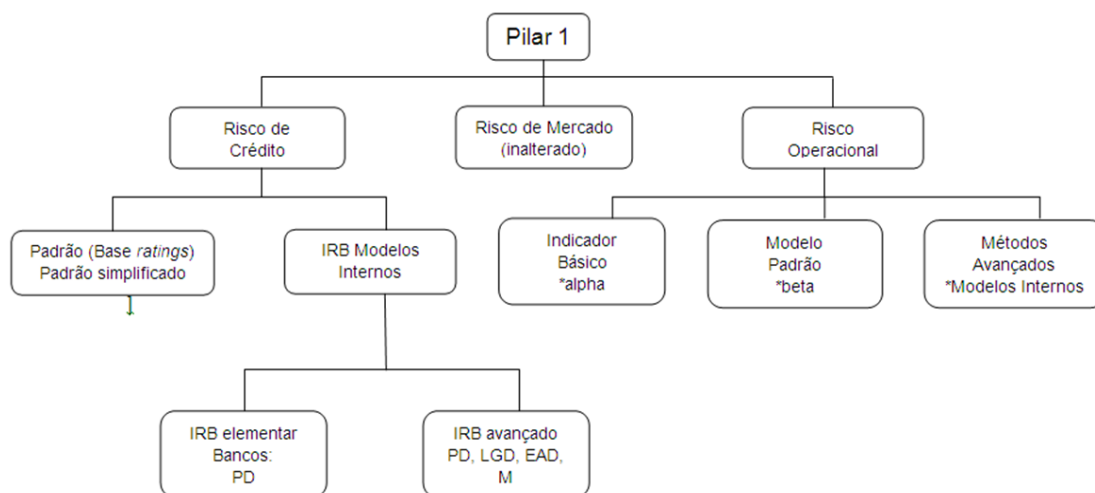 Pilar 1
Risco de
Crédito
Risco de Mercado
(inalterado)
Risco
Operacional
Padrão (Base ratings)
Padrão simplificado
IRB Modelos
Internos
Indicador
Básico
*alpha
Modelo
Padrão
*beta
Métodos
Avançados
*Modelos Internos
IRB elementar
Bancos:
PD
IRB avançado
PD, LGD, EAD,
M